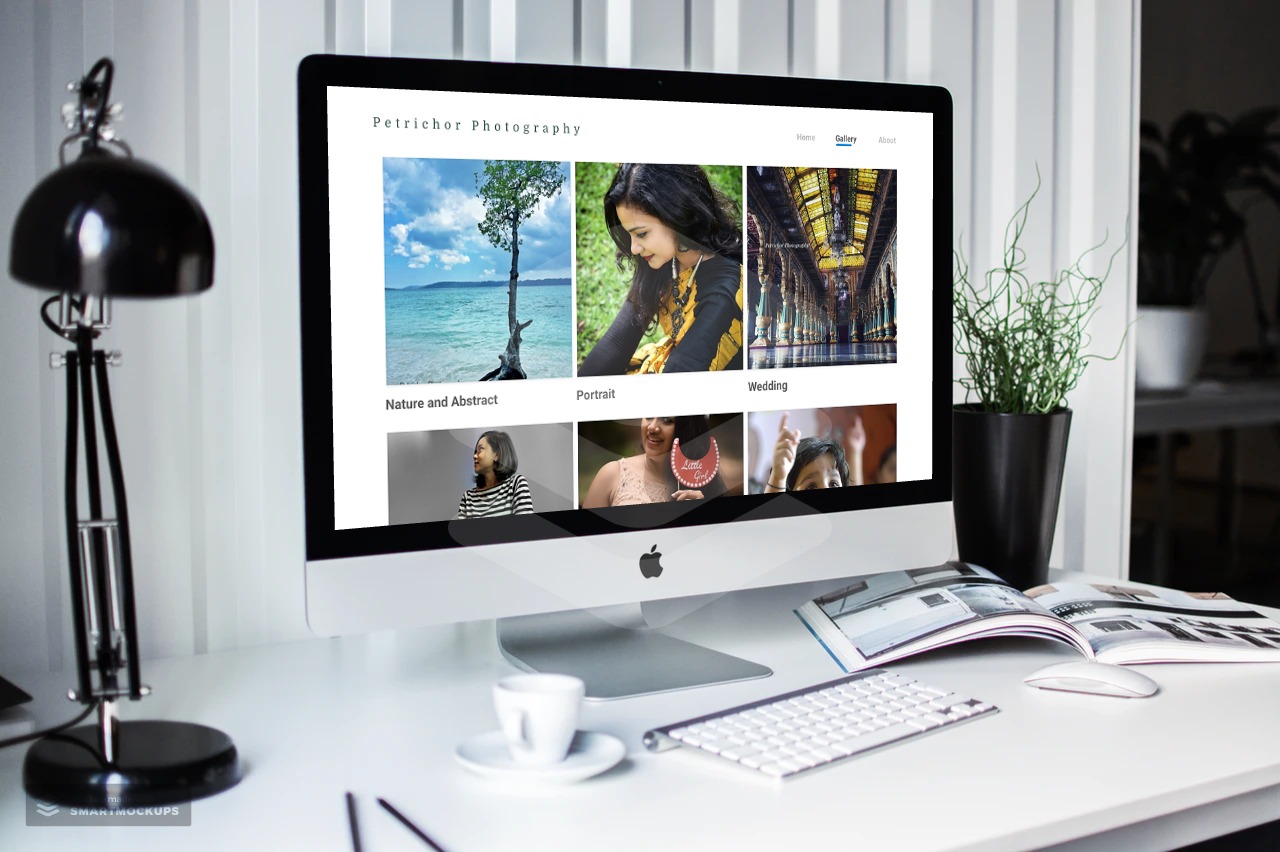 Petrichor Photography
Home
Gallery
About
Petrichor Photography
Nature and Abstract
Portrait
Wedding
Little
Girl
SMARTMOCKUPS